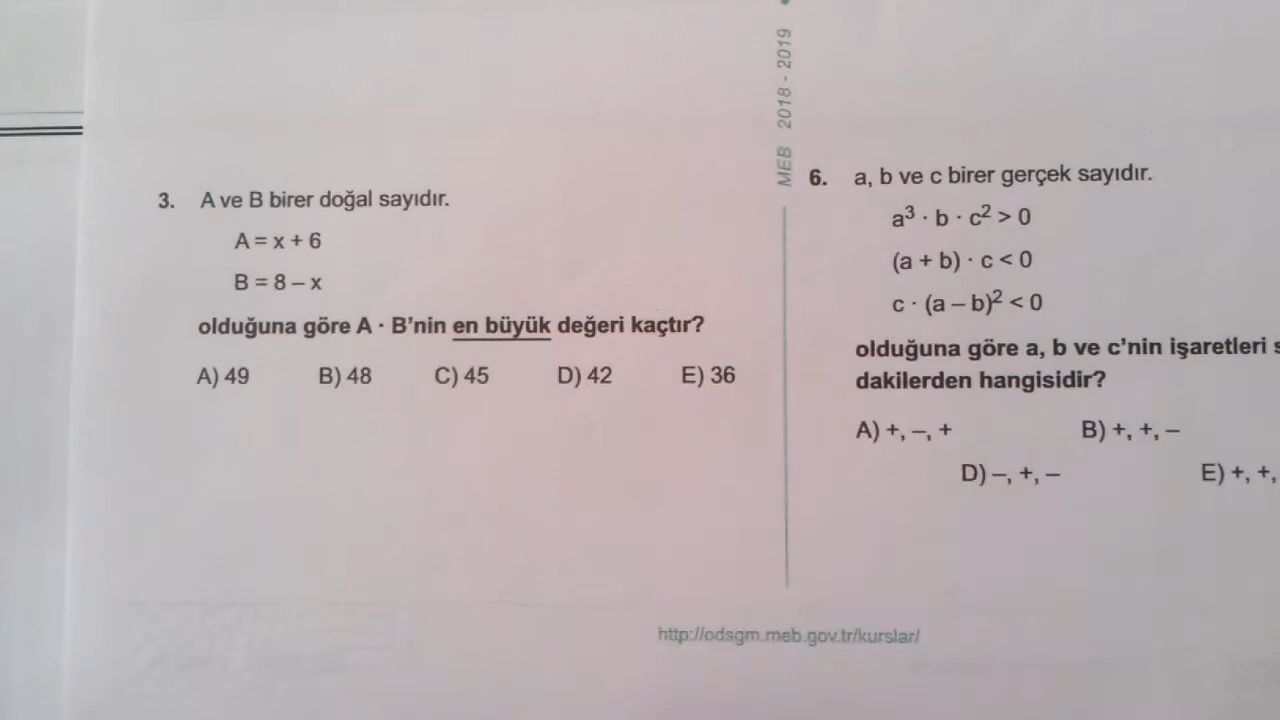 MEB 2018 - 2019
3. A ve B birer doğal sayıdır.
A = x + 6
B = 8 – x
olduğuna göre A · B'nin en büyük değeri kaçtır?
A) 49 B) 48 C) 45 D) 42 E) 36
6. a, b ve c birer gerçek sayıdır.
a³ · b · c² > 0
(a + b) · c < 0
c · (a – b)² < 0
olduğuna göre a, b ve c'nin işaretleri
dakilerden hangisidir?
A) +, –, + B) +, +, –
D) –, +, – E) +, +,
http://odsgm.meb.gov.tr/kurslar/